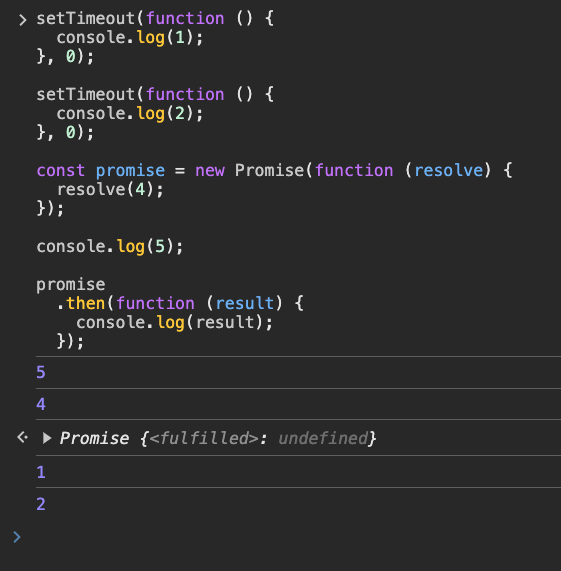 setTimeout(function () {
  console.log(1);
}, 0);

setTimeout(function () {
  console.log(2);
}, 0);

const promise = new Promise(function (resolve) {
  resolve(4);
});

console.log(5);

promise
  .then(function (result) {
    console.log(result);
  });
5
4
Promise {<fulfilled>: undefined}
1
2